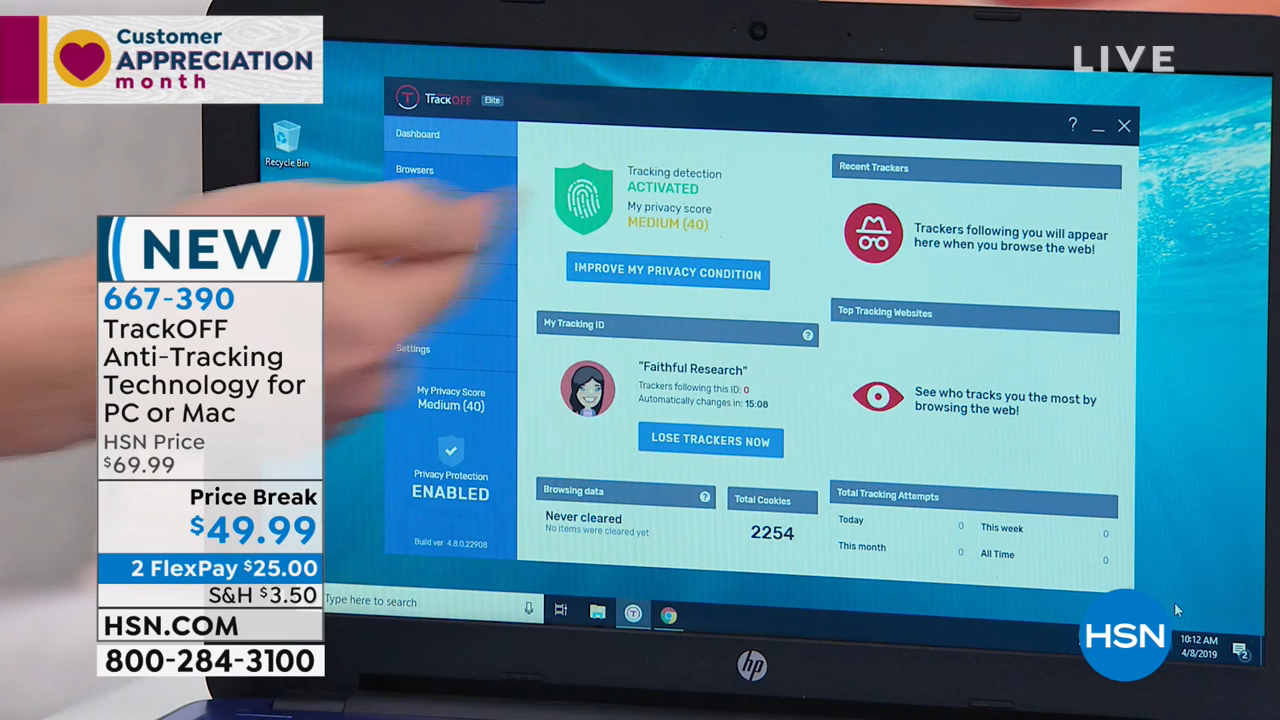 Customer
APPRECIATION
month
LIVE
NEW
667-390
TrackOFF
Anti-Tracking
Technology for
PC or Mac
HSN Price
$69.99
Price Break
$49.99
2 FlexPay $25.00
S&H $3.50
HSN.COM
800-284-3100
Recycle Bin
T TrackOFF Elite
? _ X
Dashboard
Browsers
Settings
My Privacy Score
Medium (40)
Privacy Protection
ENABLED
Build ver 4.8.0.22908
Tracking detection
ACTIVATED
My privacy score
MEDIUM (40)
IMPROVE MY PRIVACY CONDITION
My Tracking ID ?
"Faithful Research"
Trackers following this ID: 0
Automatically changes in: 15:08
LOSE TRACKERS NOW
Browsing data ?
Never cleared
No items were cleared yet
Total Cookies
2254
Recent Trackers
Trackers following you will appear
here when you browse the web!
Top Tracking Websites
See who tracks you the most by
browsing the web!
Total Tracking Attempts
Today 0 This week 0
This month 0 All Time 0
Type here to search
T
HSN
10:12 AM
4/8/2019
2
hp